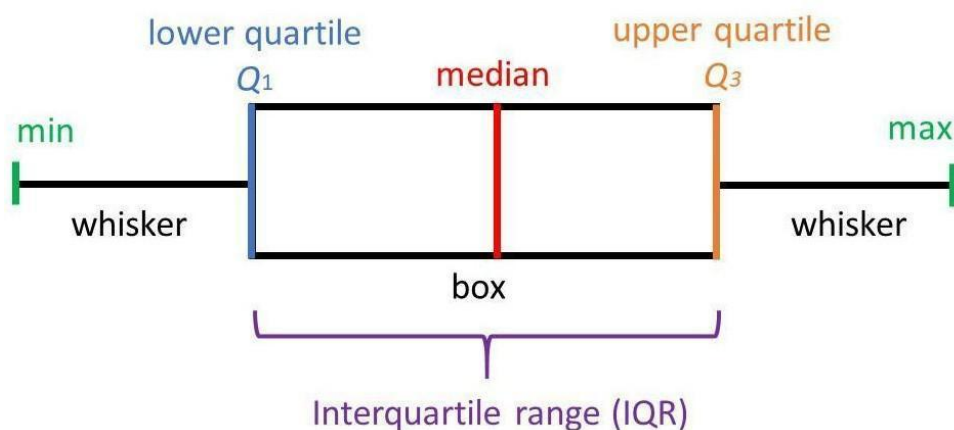 lower quartile
Q1
upper quartile
Q3
median
min
max
whisker
whisker
box
Interquartile range (IQR)